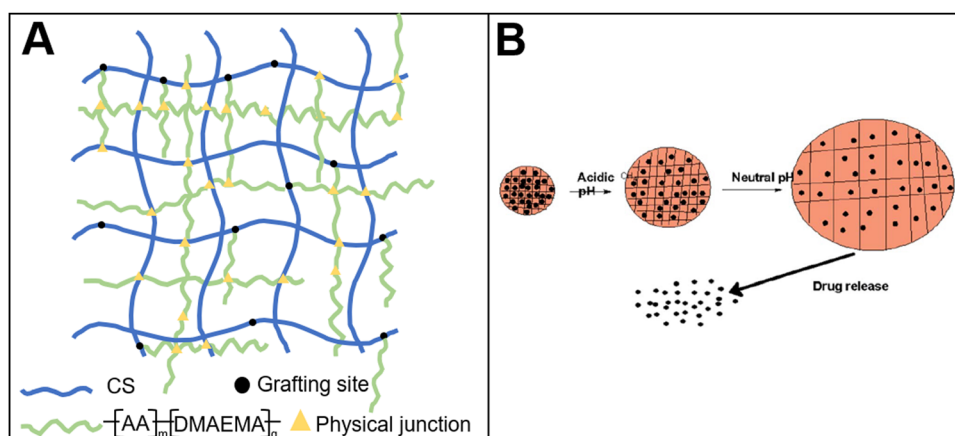 A
CS
Grafting site
[AA]m[DMAEMA]n
Physical junction
B
Acidic
pH
Neutral pH
Drug release